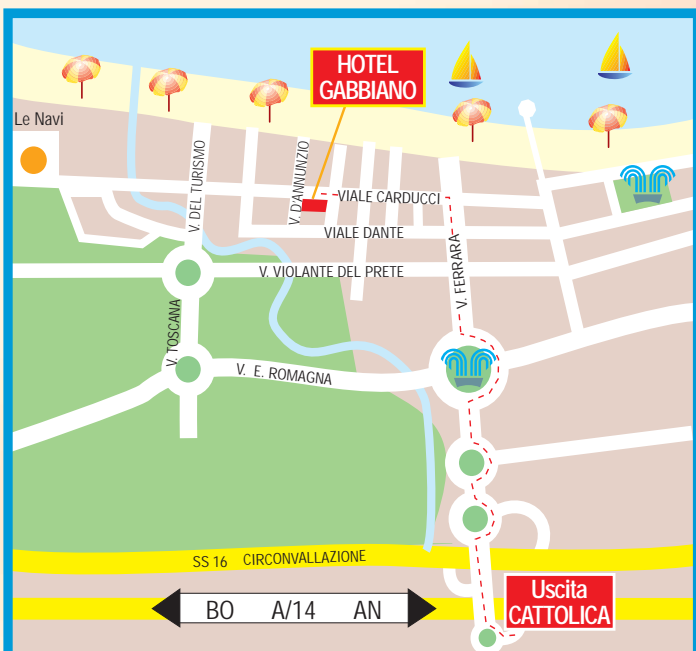 HOTEL
GABBIANO
Le Navi
V. DEL TURISMO
V. D'ANNUNZIO
VIALE CARDUCCI
VIALE DANTE
V. FERRARA
V. VIOLANTE DEL PRETE
V. TOSCANA
V. E. ROMAGNA
SS 16 CIRCONVALLAZIONE
BO A/14 AN
Uscita
CATTOLICA